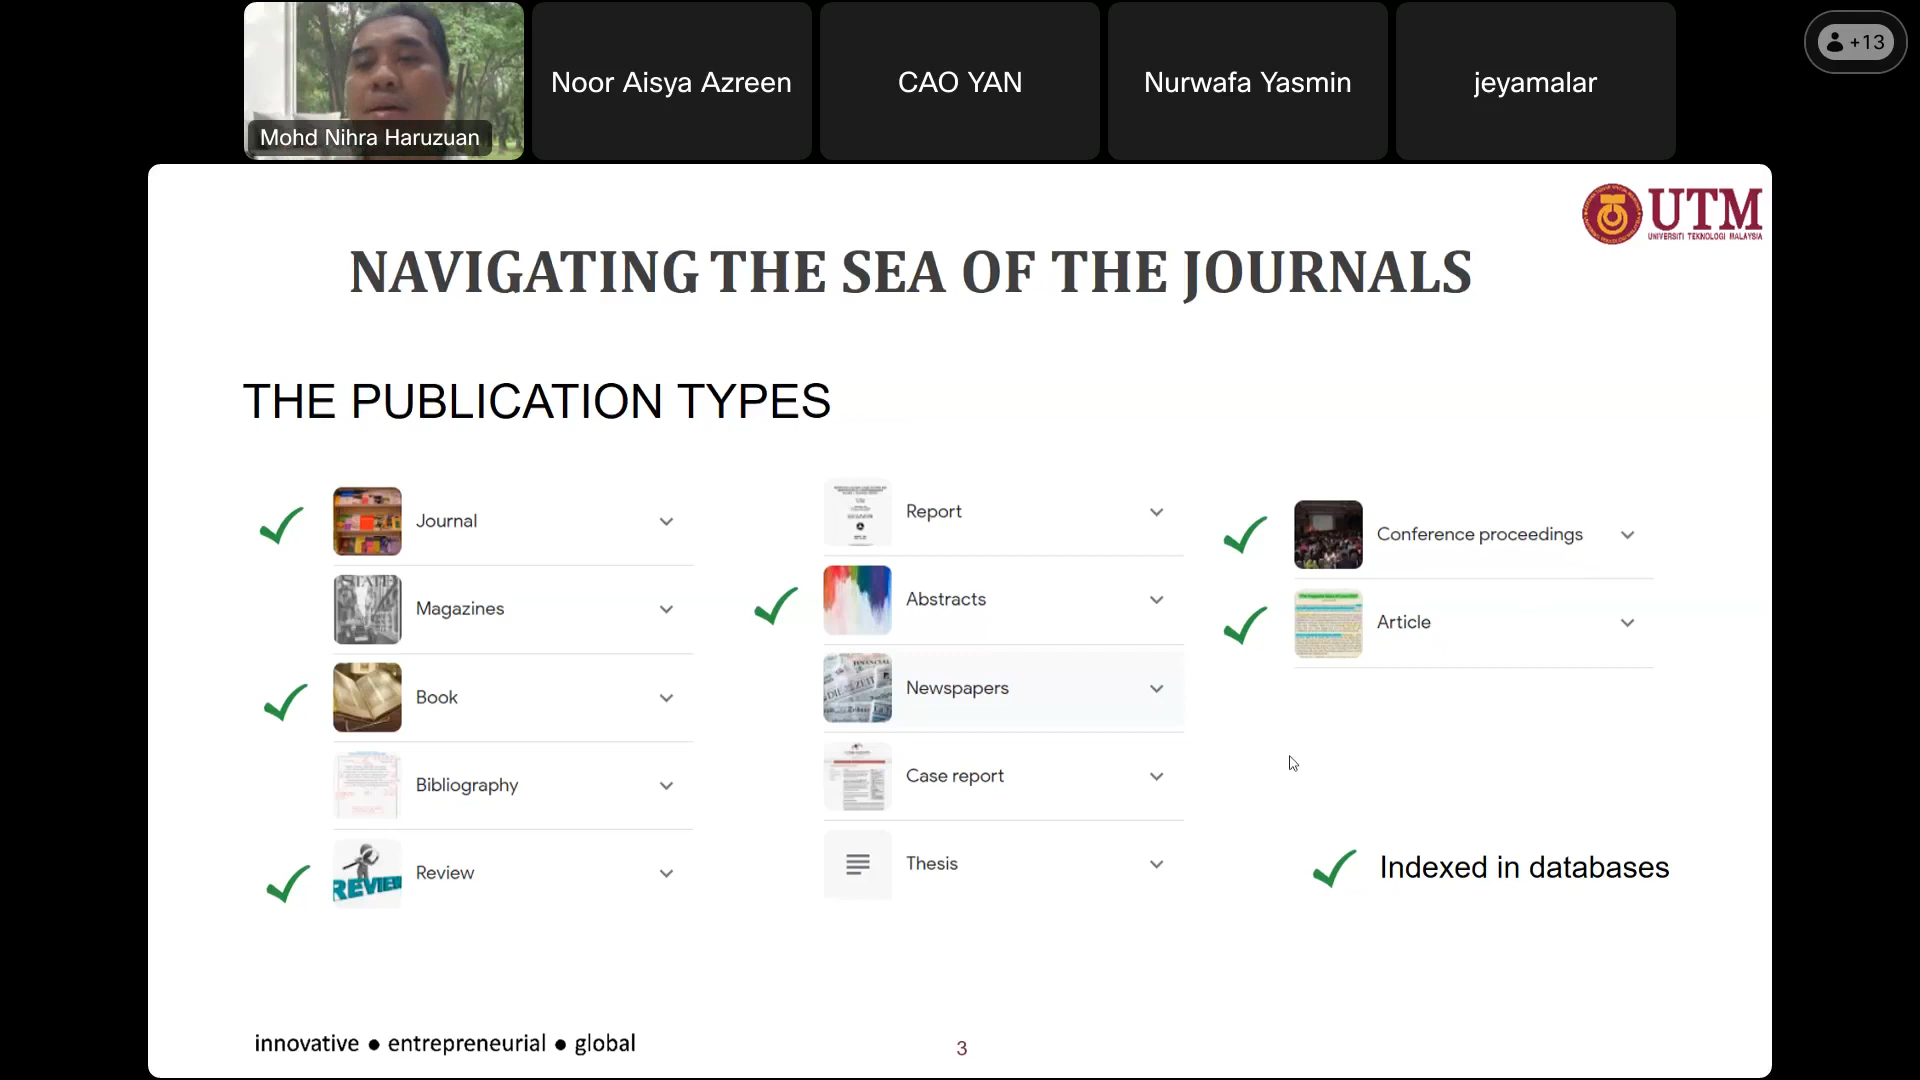 Mohd Nihra Haruzuan
Noor Aisya Azreen
CAO YAN
Nurwafa Yasmin
jeyamalar
+13
UTM
UNIVERSITI TEKNOLOGI MALAYSIA
NAVIGATING THE SEA OF THE JOURNALS
THE PUBLICATION TYPES
Journal
Magazines
Book
Bibliography
REVIEW
Review
Report
Abstracts
Newspapers
Case report
Thesis
Conference proceedings
Article
Indexed in databases
innovative ● entrepreneurial ● global
3